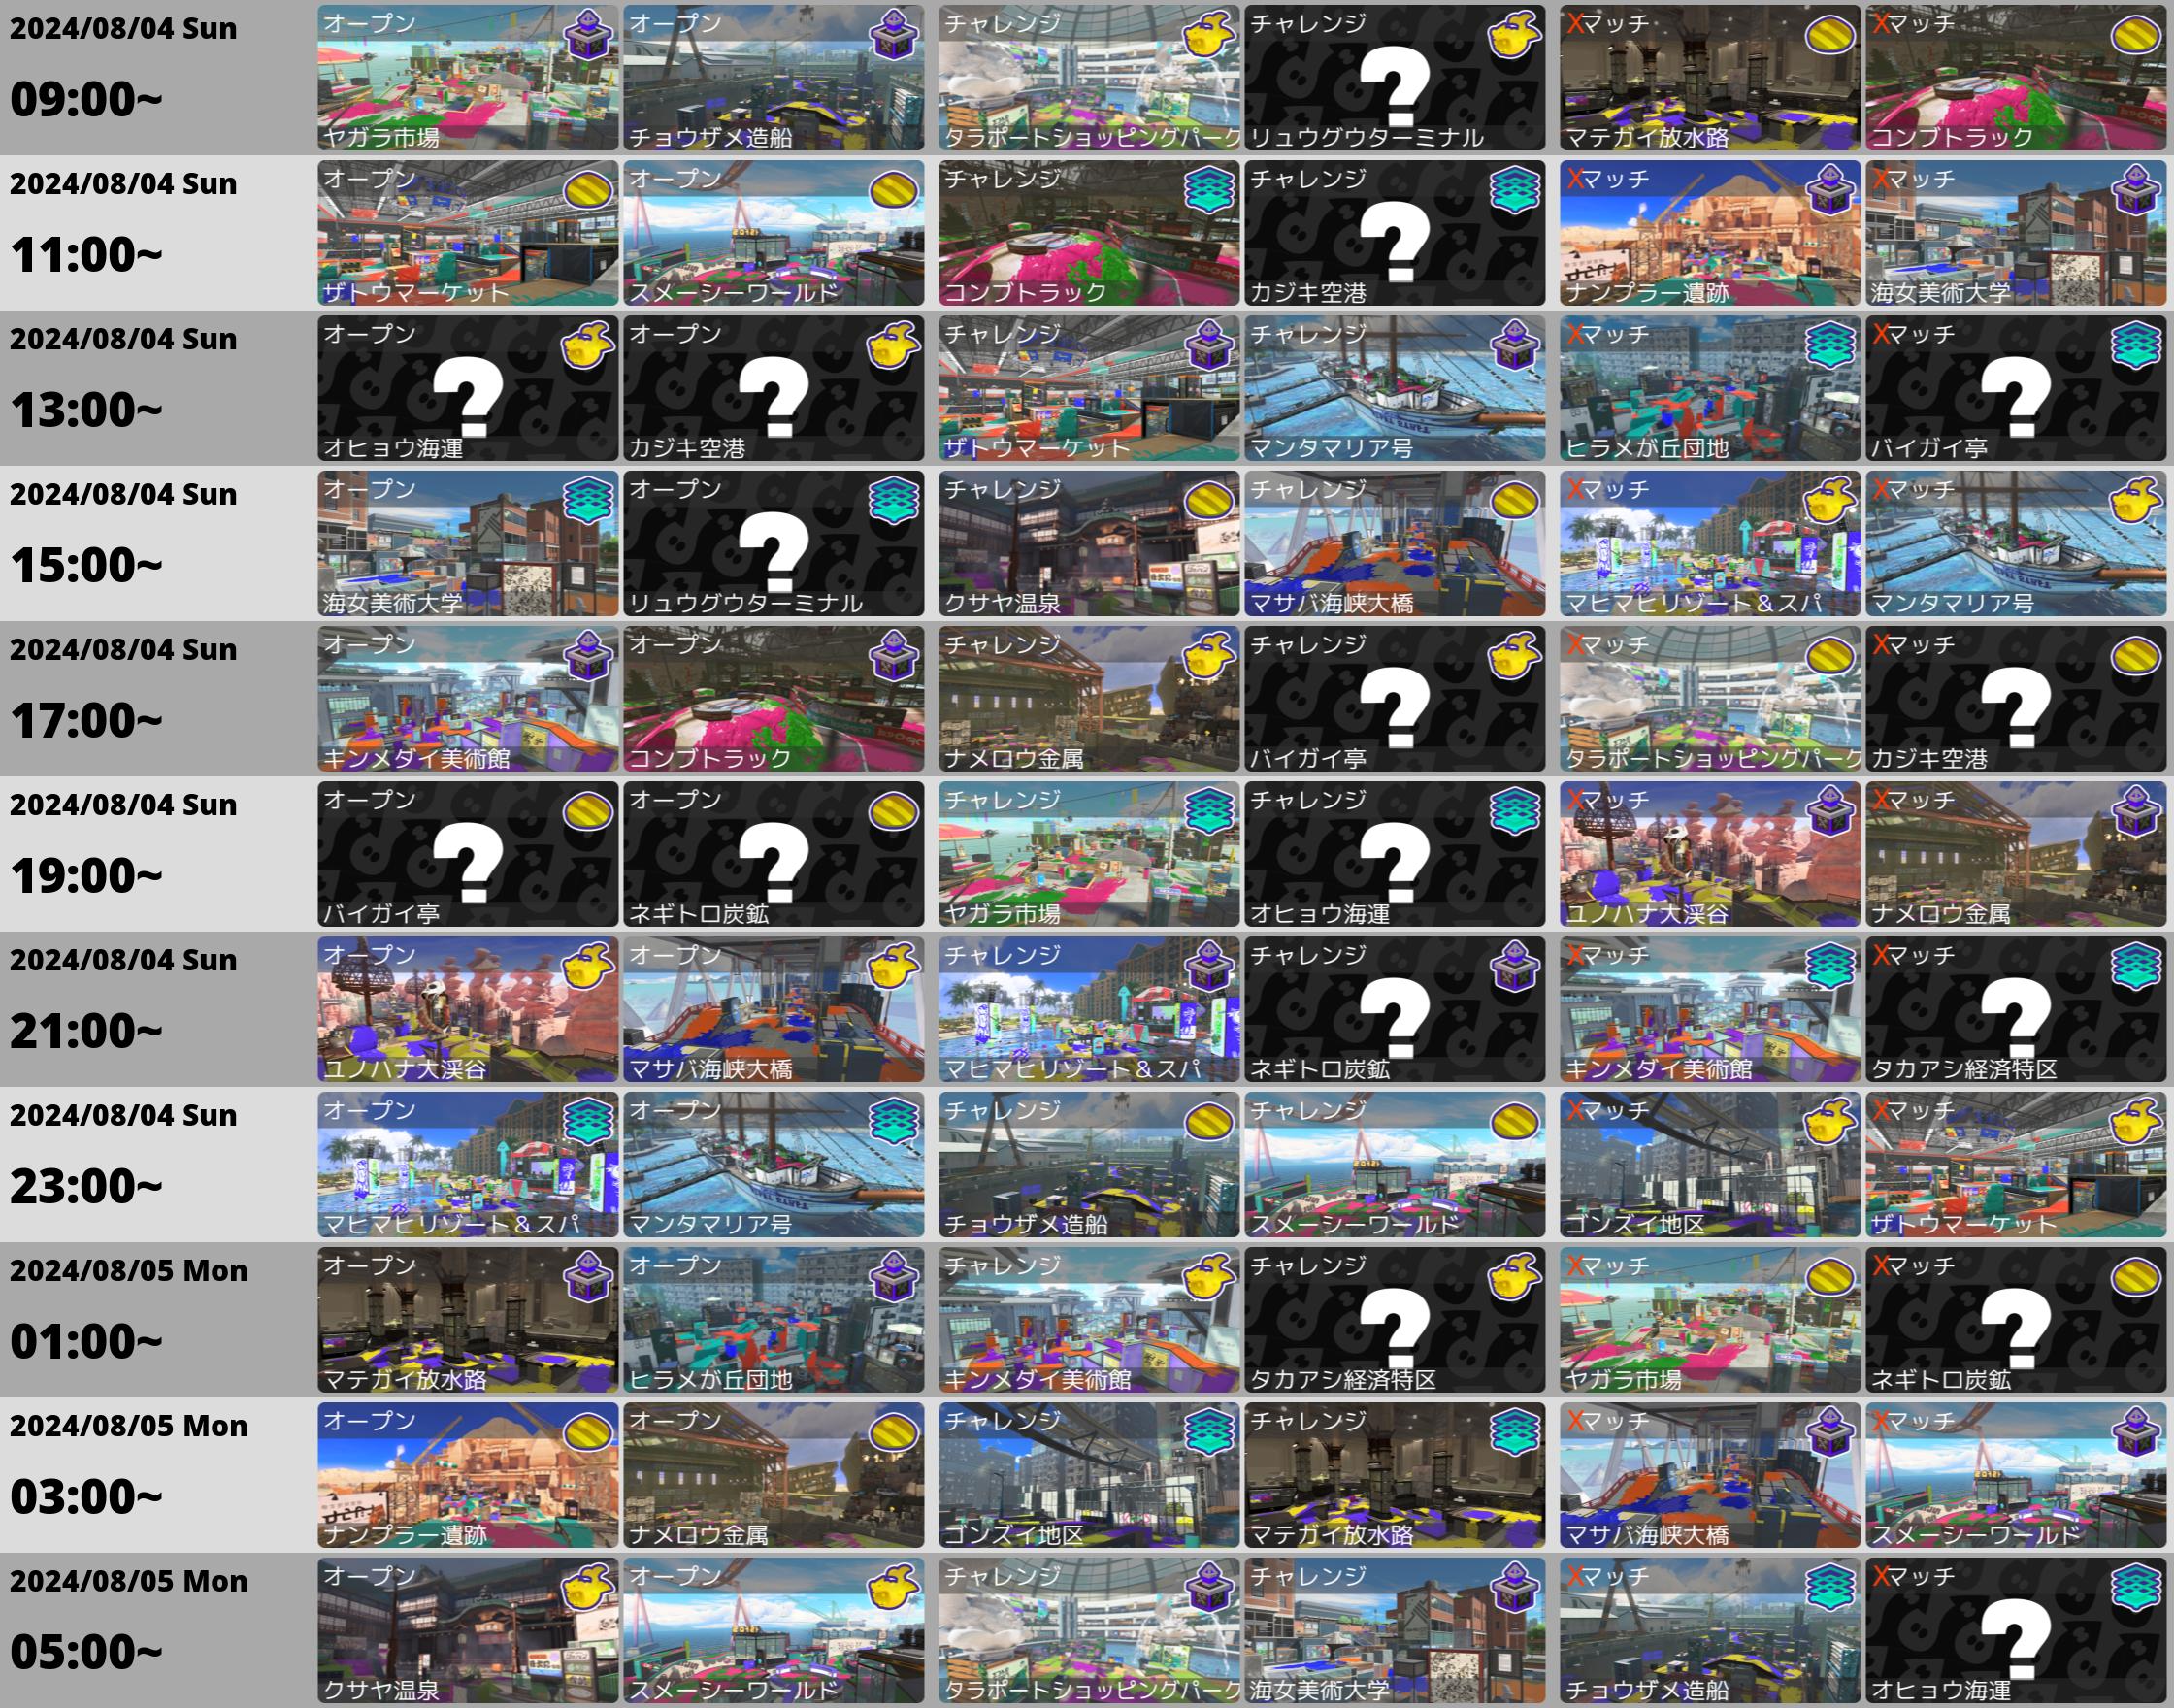 2024/08/04 Sun
09:00~
オープン
ヤガラ市場
オープン
チョウザメ造船
チャレンジ
タラポートショッピングパーク
チャレンジ
リュウグウターミナル
Xマッチ
マテガイ放水路
Xマッチ
コンブトラック
2024/08/04 Sun
11:00~
オープン
ザトウマーケット
オープン
スメーシーワールド
チャレンジ
コンブトラック
チャレンジ
カジキ空港
Xマッチ
ナンプラー遺跡
Xマッチ
海女美術大学
2024/08/04 Sun
13:00~
オープン
?
オヒョウ海運
オープン
?
カジキ空港
チャレンジ
ザトウマーケット
チャレンジ
マンタマリア号
Xマッチ
ヒラメが丘団地
Xマッチ
?
バイガイ亭
2024/08/04 Sun
15:00~
オープン
海女美術大学
オープン
?
リュウグウターミナル
チャレンジ
クサヤ温泉
チャレンジ
マサバ海峡大橋
Xマッチ
マヒマヒリゾート&スパ
Xマッチ
マンタマリア号
2024/08/04 Sun
17:00~
オープン
キンメダイ美術館
オープン
コンブトラック
チャレンジ
ナメロウ金属
チャレンジ
?
バイガイ亭
Xマッチ
タラポートショッピングパーク
Xマッチ
?
カジキ空港
2024/08/04 Sun
19:00~
オープン
?
バイガイ亭
オープン
?
ネギトロ炭鉱
チャレンジ
ヤガラ市場
チャレンジ
?
オヒョウ海運
Xマッチ
ユノハナ大渓谷
Xマッチ
ナメロウ金属
2024/08/04 Sun
21:00~
オープン
ユノハナ大渓谷
オープン
マサバ海峡大橋
チャレンジ
マヒマヒリゾート&スパ
チャレンジ
?
ネギトロ炭鉱
Xマッチ
キンメダイ美術館
Xマッチ
?
タカアシ経済特区
2024/08/04 Sun
23:00~
オープン
マヒマヒリゾート&スパ
オープン
マンタマリア号
チャレンジ
チョウザメ造船
チャレンジ
スメーシーワールド
Xマッチ
ゴンズイ地区
Xマッチ
ザトウマーケット
2024/08/05 Mon
01:00~
オープン
マテガイ放水路
オープン
ヒラメが丘団地
チャレンジ
キンメダイ美術館
チャレンジ
?
タカアシ経済特区
Xマッチ
ヤガラ市場
Xマッチ
?
ネギトロ炭鉱
2024/08/05 Mon
03:00~
オープン
ナンプラー遺跡
オープン
ナメロウ金属
チャレンジ
ゴンズイ地区
チャレンジ
マテガイ放水路
Xマッチ
マサバ海峡大橋
Xマッチ
スメーシーワールド
2024/08/05 Mon
05:00~
オープン
クサヤ温泉
オープン
スメーシーワールド
チャレンジ
タラポートショッピングパーク
チャレンジ
海女美術大学
Xマッチ
チョウザメ造船
Xマッチ
?
オヒョウ海運